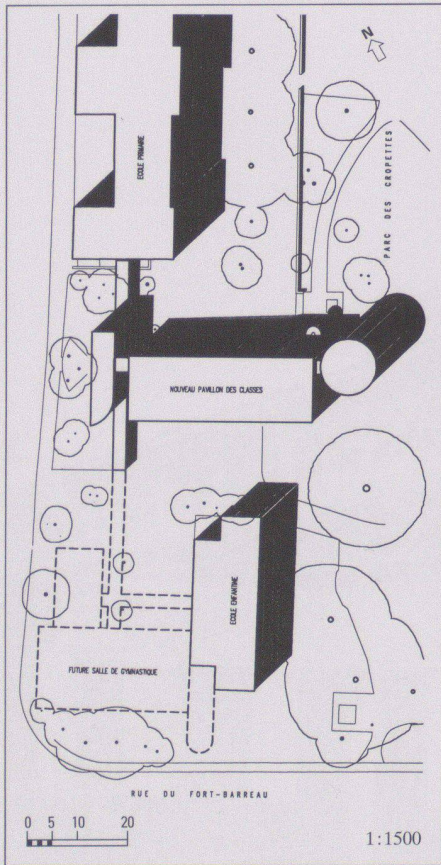 N
ECOLE PRIMAIRE
PARC DES CROPETTES
NOUVEAU PAVILLON DES CLASSES
ECOLE ENFANTINE
FUTURE SALLE DE GYMNASTIQUE
RUE DU FORT-BARREAU
0 5 10 20
1:1500